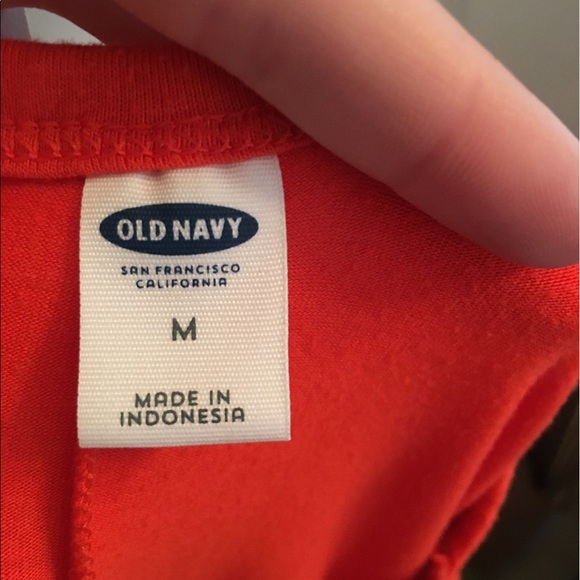 OLD NAVY
SAN FRANCISCO
CALIFORNIA
M
MADE IN
INDONESIA